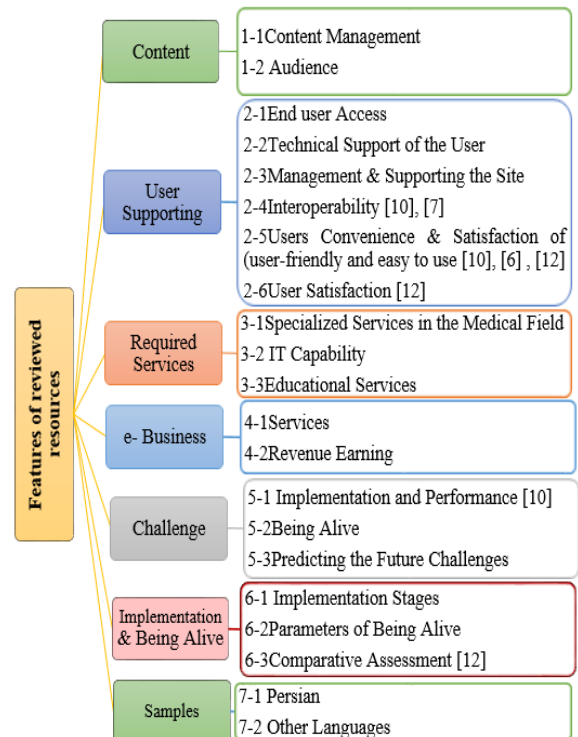 Features of reviewed
resources
Content
1-1Content Management
1-2 Audience
User
Supporting
2-1End user Access
2-2Technical Support of the User
2-3Management & Supporting the Site
2-4Interoperability [10], [7]
2-5Users Convenience & Satisfaction of
(user-friendly and easy to use [10], [6] , [12]
2-6User Satisfaction [12]
Required
Services
3-1Specialized Services in the Medical Field
3-2 IT Capability
3-3Educational Services
e- Business
4-1Services
4-2Revenue Earning
Challenge
5-1 Implementation and Performance [10]
5-2Being Alive
5-3Predicting the Future Challenges
Implementation
& Being Alive
6-1 Implementation Stages
6-2Parameters of Being Alive
6-3Comparative Assessment [12]
Samples
7-1 Persian
7-2 Other Languages